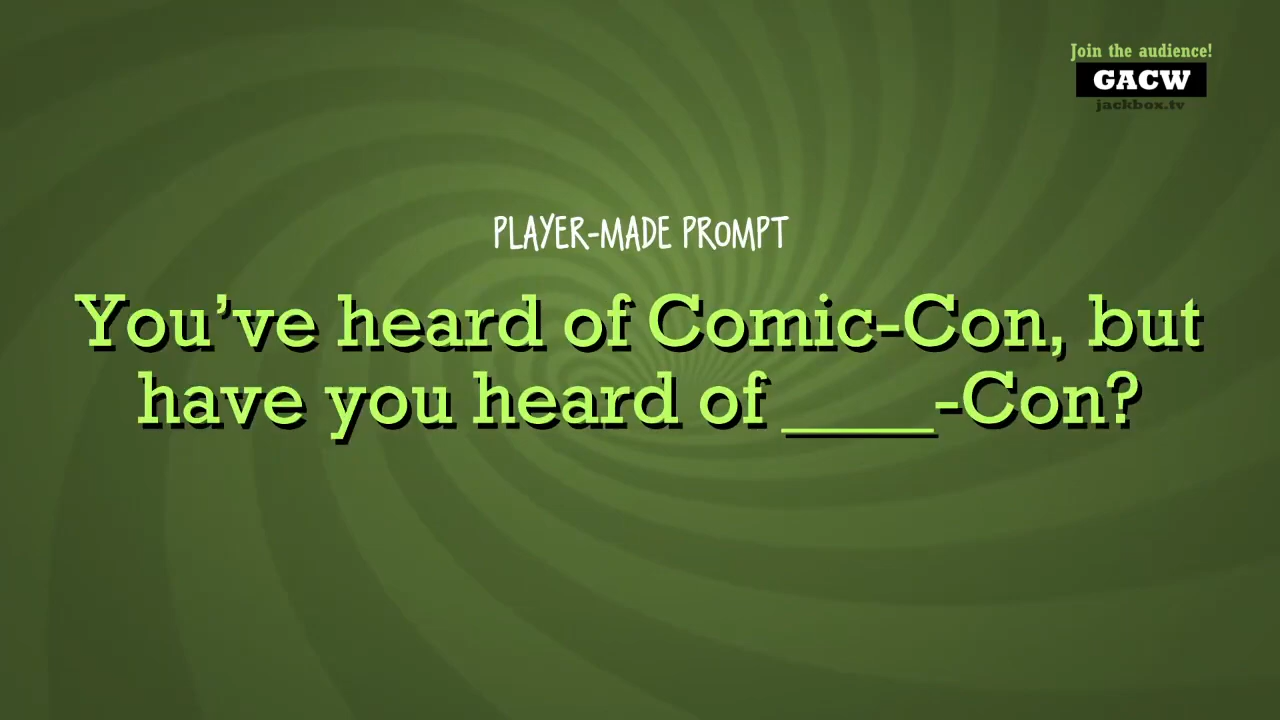 Join the audience!
GACW
jackbox.tv
PLAYER-MADE PROMPT
You’ve heard of Comic-Con, but
have you heard of ____-Con?